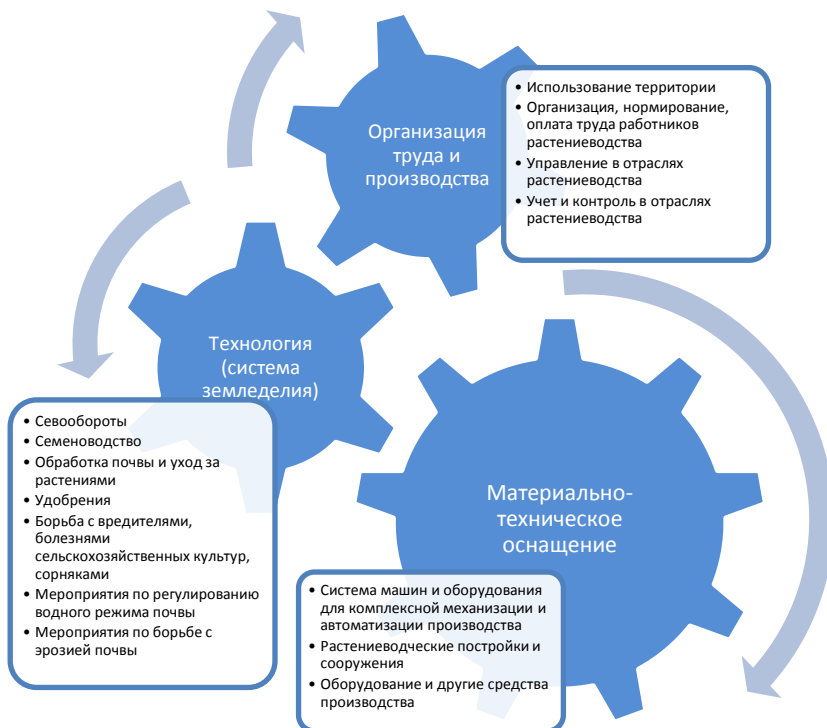 Организация
труда и
производства
• Использование территории
• Организация, нормирование,
оплата труда работников
растениеводства
• Управление в отраслях
растениеводства
• Учет и контроль в отраслях
растениеводства
Технология
(система
земледелия)
• Севообороты
• Семеноводство
• Обработка почвы и уход за
растениями
• Удобрения
• Борьба с вредителями,
болезнями
сельскохозяйственных культур,
сорняками
• Мероприятия по регулированию
водного режима почвы
• Мероприятия по борьбе с
эрозией почвы
Материально-
техническое
оснащение
• Система машин и оборудования
для комплексной механизации и
автоматизации производства
• Растениеводческие постройки и
сооружения
• Оборудование и другие средства
производства